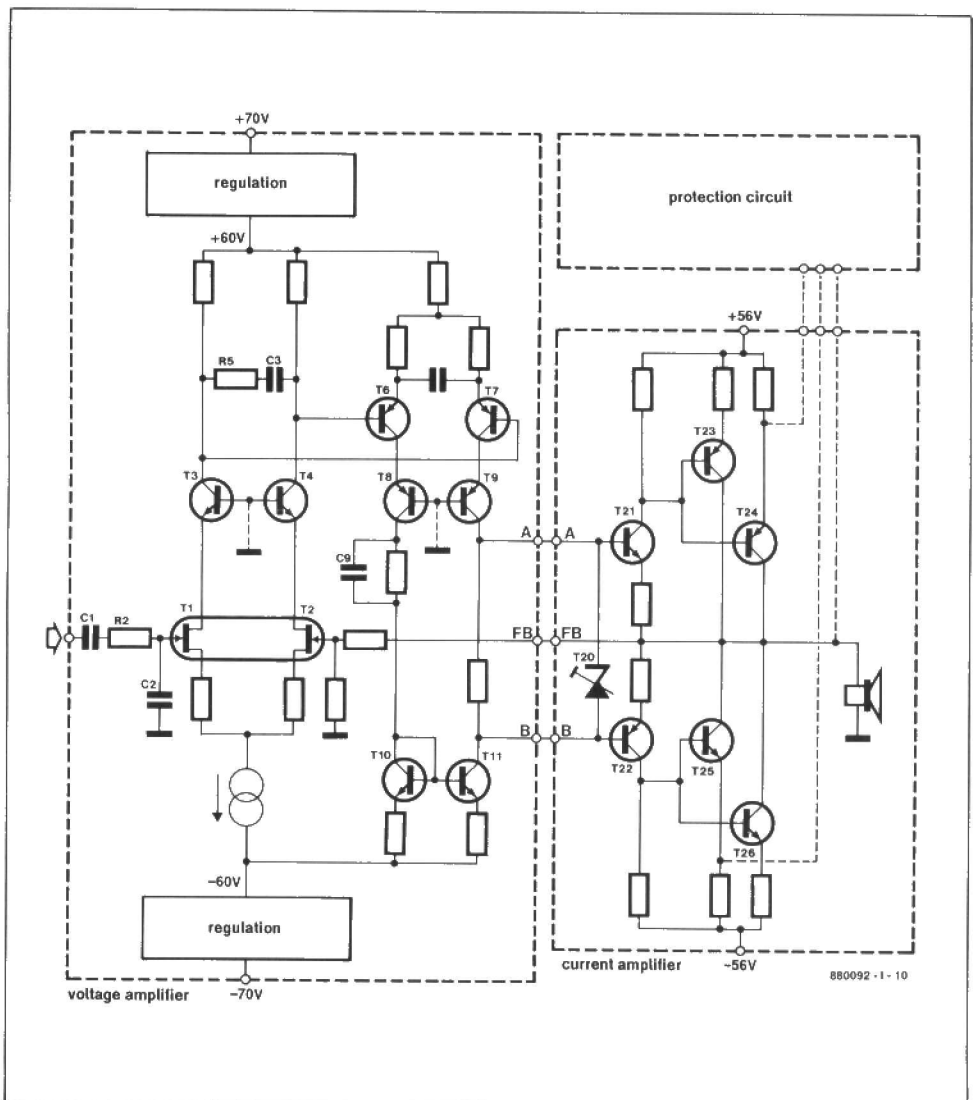 +70V
regulation
+60V
protection circuit
+56V
R5
C3
T6
T7
T23
T3
T4
T8
T9
T24
A
A
T21
C9
C1
R2
T1
T2
FB
FB
C2
T20
B
B
T10
T11
T22
T25
T26
-60V
regulation
-70V
voltage amplifier
current amplifier
-56V
880092 - I - 10